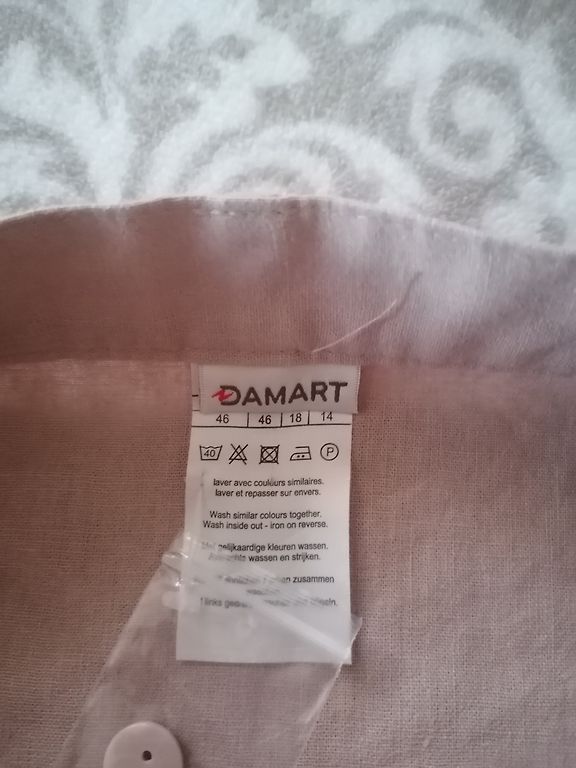 DAMART
46 46 18 14
40 P
laver avec couleurs similaires.
laver et repasser sur envers.
Wash similar colours together.
Wash inside out - iron on reverse.
gelijkaardige kleuren wassen.
wassen en strijken.
zusammen
links